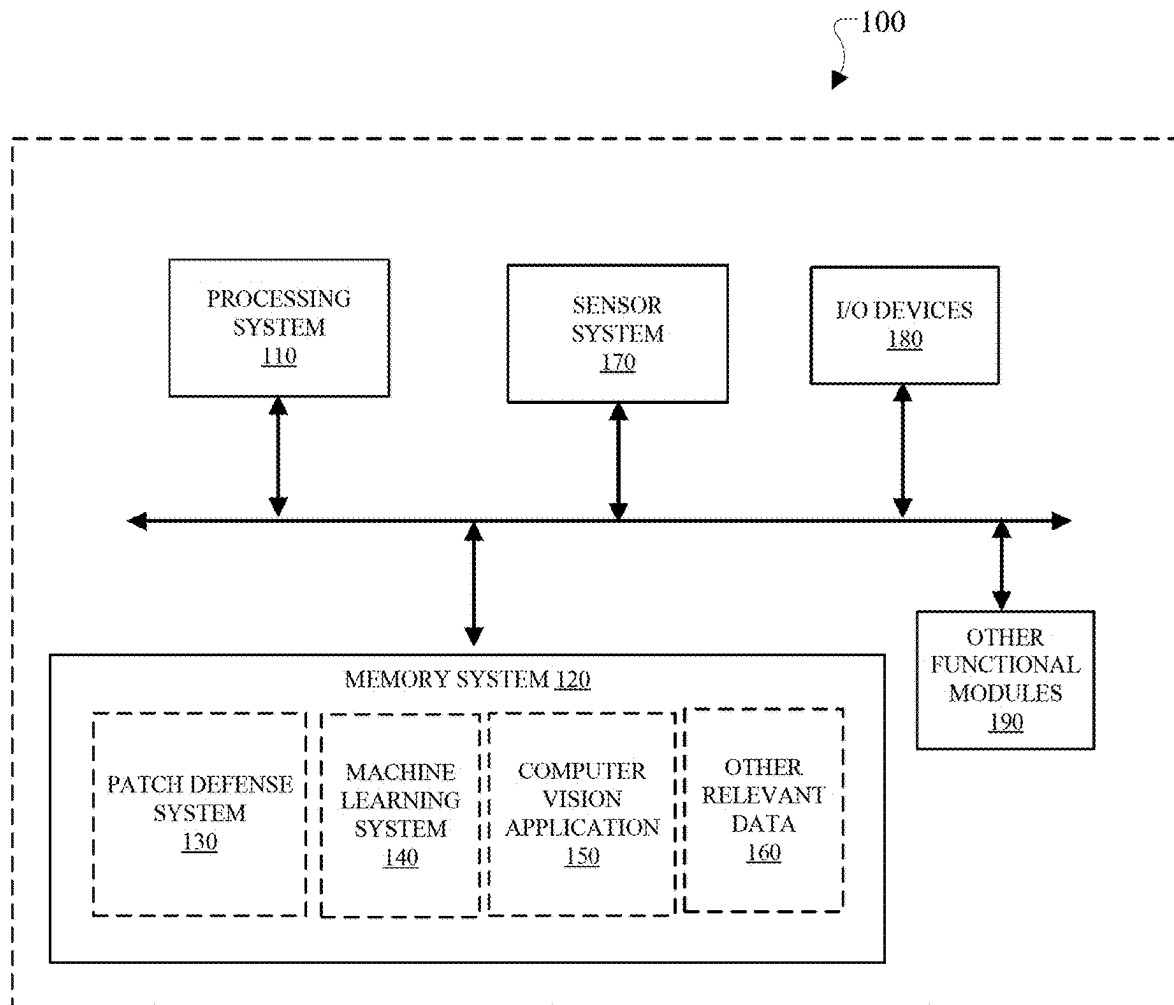 100
PROCESSING
SYSTEM
110
SENSOR
SYSTEM
170
I/O DEVICES
180
MEMORY SYSTEM 120
PATCH DEFENSE
SYSTEM
130
MACHINE
LEARNING
SYSTEM
140
COMPUTER
VISION
APPLICATION
150
OTHER
RELEVANT
DATA
160
OTHER
FUNCTIONAL
MODULES
190